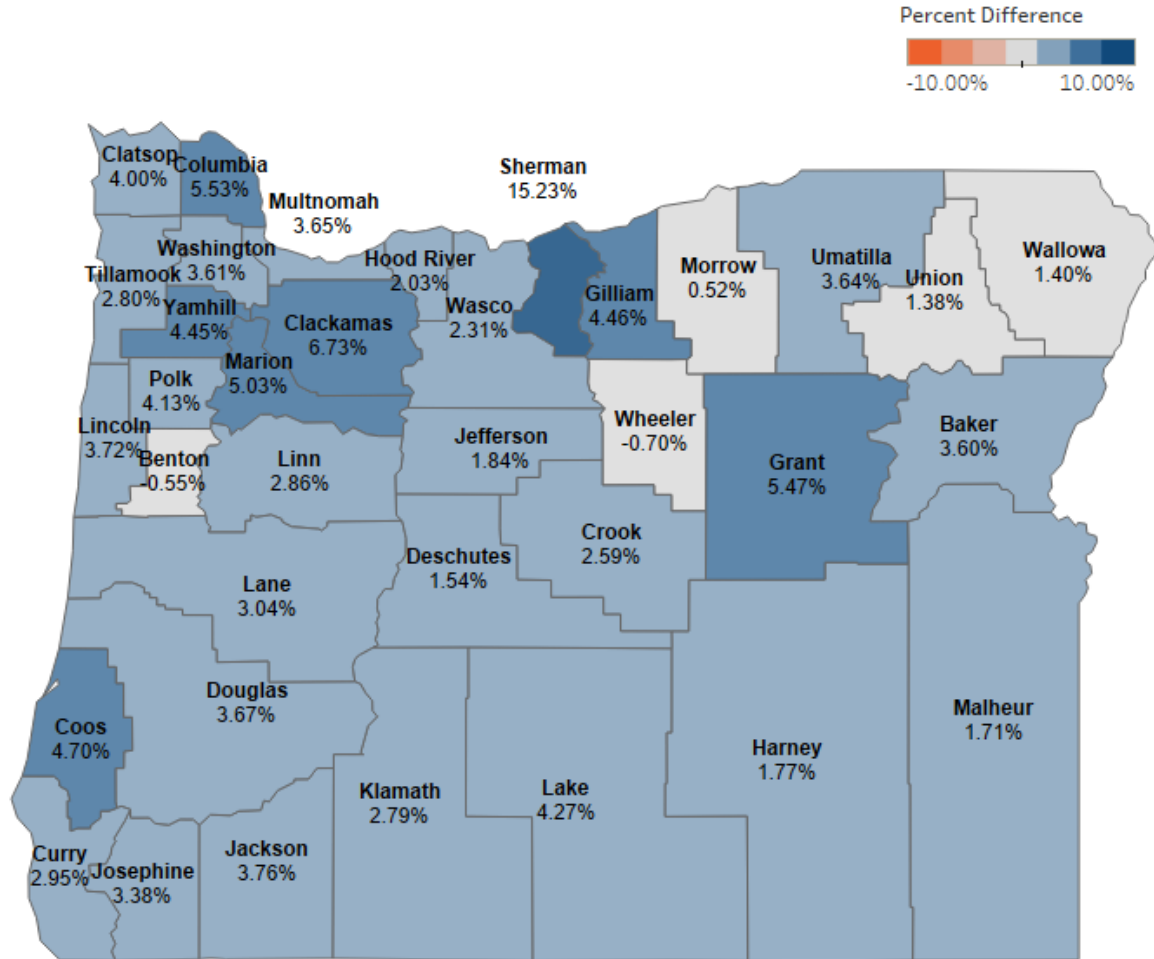 Percent Difference
-10.00%
10.00%
Clatsop
4.00%
Columbia
5.53%
Multnomah
3.65%
Sherman
15.23%
Washington
3.61%
Hood River
2.03%
Tillamook
2.80%
Yamhill
4.45%
Clackamas
6.73%
Wasco
2.31%
Gilliam
4.46%
Morrow
0.52%
Umatilla
3.64%
Union
1.38%
Wallowa
1.40%
Marion
5.03%
Polk
4.13%
Lincoln
3.72%
Benton
-0.55%
Linn
2.86%
Jefferson
1.84%
Wheeler
-0.70%
Grant
5.47%
Baker
3.60%
Lane
3.04%
Deschutes
1.54%
Crook
2.59%
Coos
4.70%
Douglas
3.67%
Klamath
2.79%
Lake
4.27%
Harney
1.77%
Malheur
1.71%
Curry
2.95%
Josephine
3.38%
Jackson
3.76%